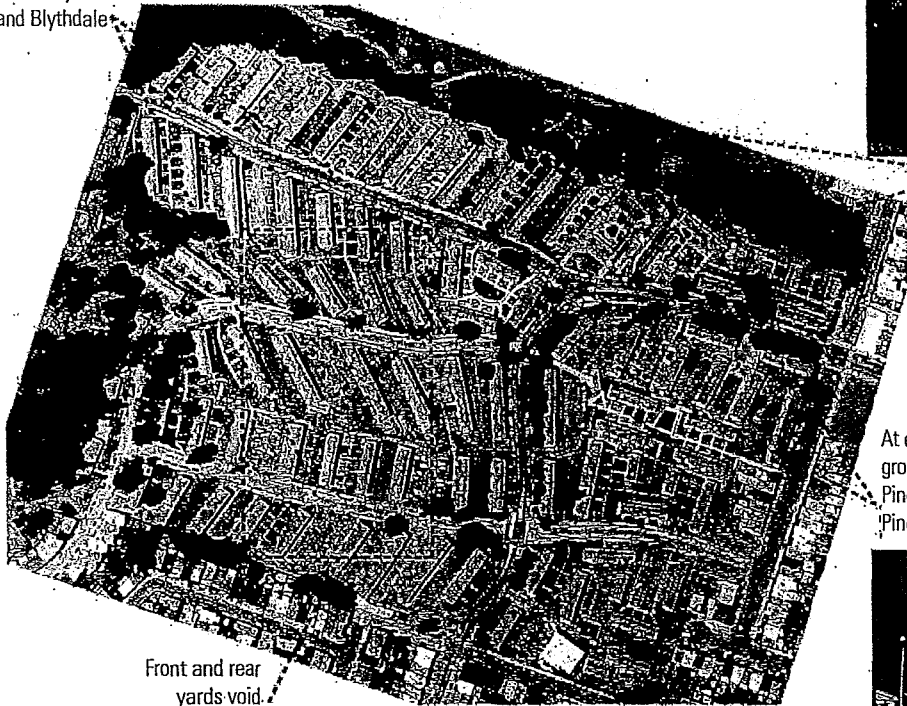 and Blythdale
At e
gro
Pin
Pin
Front and rear
yards void.